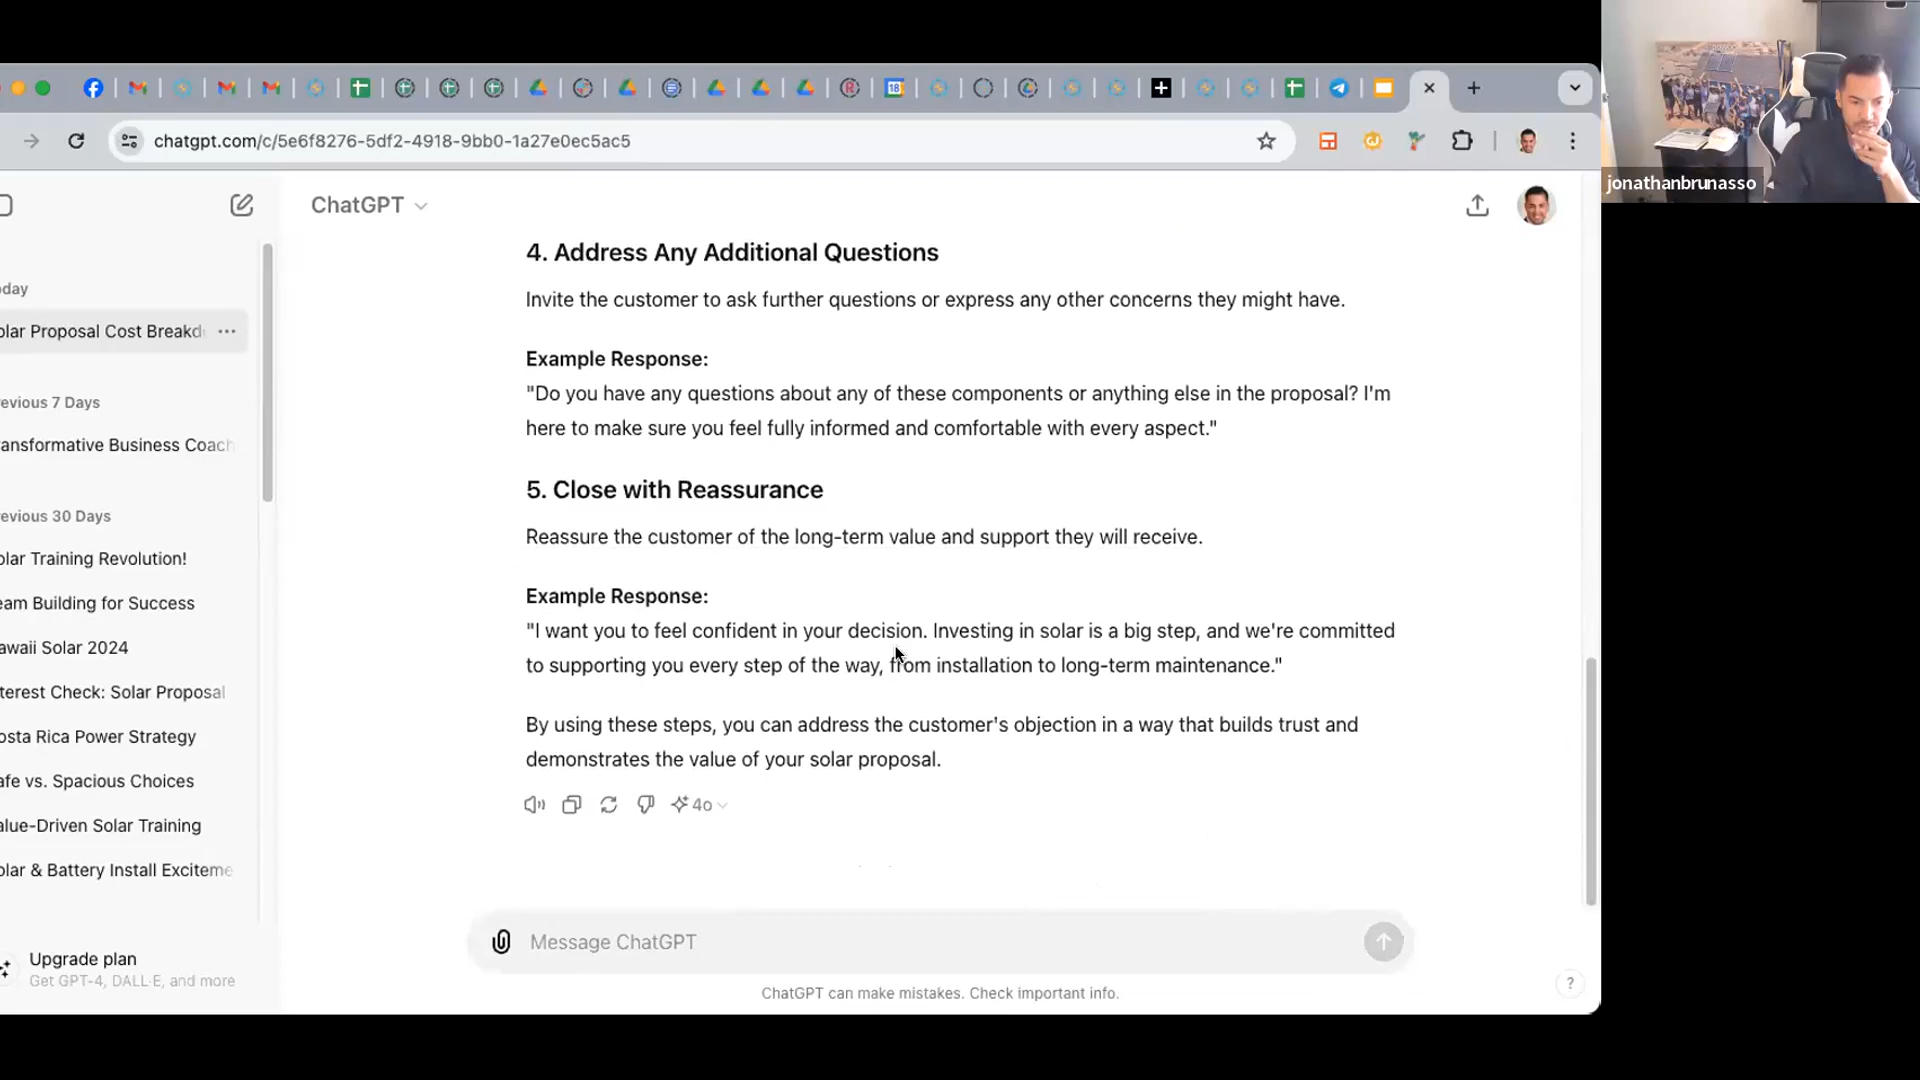 18
chatgpt.com/c/5e6f8276-5df2-4918-9bb0-1a27e0ec5ac5
jonathanbrunasso
ChatGPT
oday
olar Proposal Cost Breakd
evious 7 Days
ansformative Business Coach
evious 30 Days
olar Training Revolution!
eam Building for Success
awaii Solar 2024
terest Check: Solar Proposal
osta Rica Power Strategy
afe vs. Spacious Choices
alue-Driven Solar Training
olar & Battery Install Exciteme
Upgrade plan
Get GPT-4, DALL·E, and more
4. Address Any Additional Questions
Invite the customer to ask further questions or express any other concerns they might have.
Example Response:
"Do you have any questions about any of these components or anything else in the proposal? I'm
here to make sure you feel fully informed and comfortable with every aspect."
5. Close with Reassurance
Reassure the customer of the long-term value and support they will receive.
Example Response:
"I want you to feel confident in your decision. Investing in solar is a big step, and we're committed
to supporting you every step of the way, from installation to long-term maintenance."
By using these steps, you can address the customer's objection in a way that builds trust and
demonstrates the value of your solar proposal.
4o
Message ChatGPT
ChatGPT can make mistakes. Check important info.
?